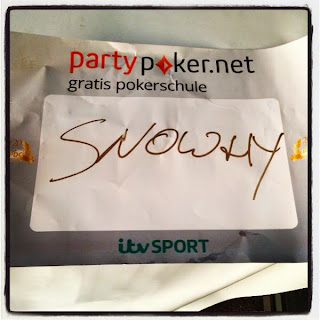 partypoker.net
gratis pokerschule
SNOWHY
itv SPORT